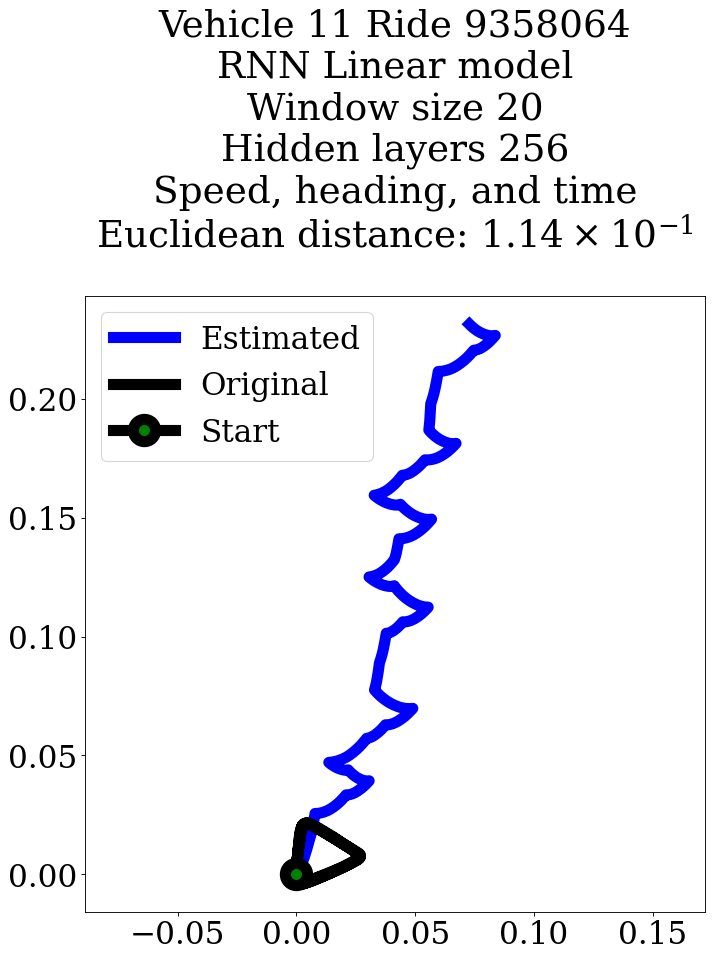 Vehicle 11 Ride 9358064
RNN Linear model
Window size 20
Hidden layers 256
Speed, heading, and time
Euclidean distance: 1.14 × 10⁻¹
Estimated
Original
Start
0.20
0.15
0.10
0.05
0.00
−0.05 0.00 0.05 0.10 0.15